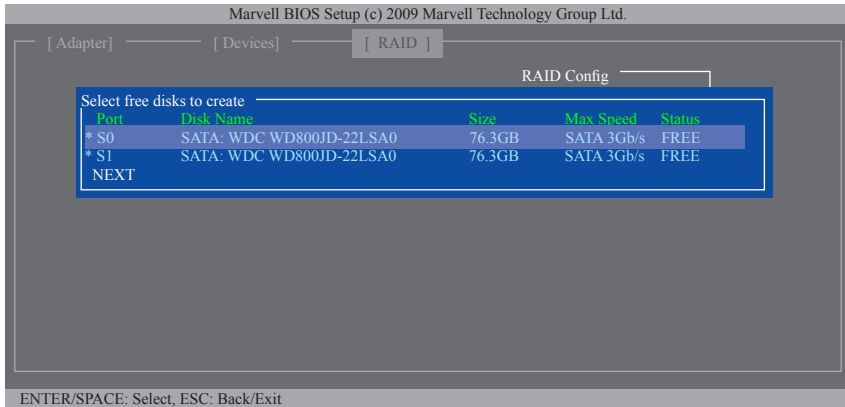 Marvell BIOS Setup (c) 2009 Marvell Technology Group Ltd.
[ Adapter] [ Devices] [ RAID ]
RAID Config
Select free disks to create
Port Disk Name Size Max Speed Status
* S0 SATA: WDC WD800JD-22LSA0 76.3GB SATA 3Gb/s FREE
* S1 SATA: WDC WD800JD-22LSA0 76.3GB SATA 3Gb/s FREE
NEXT
ENTER/SPACE: Select, ESC: Back/Exit